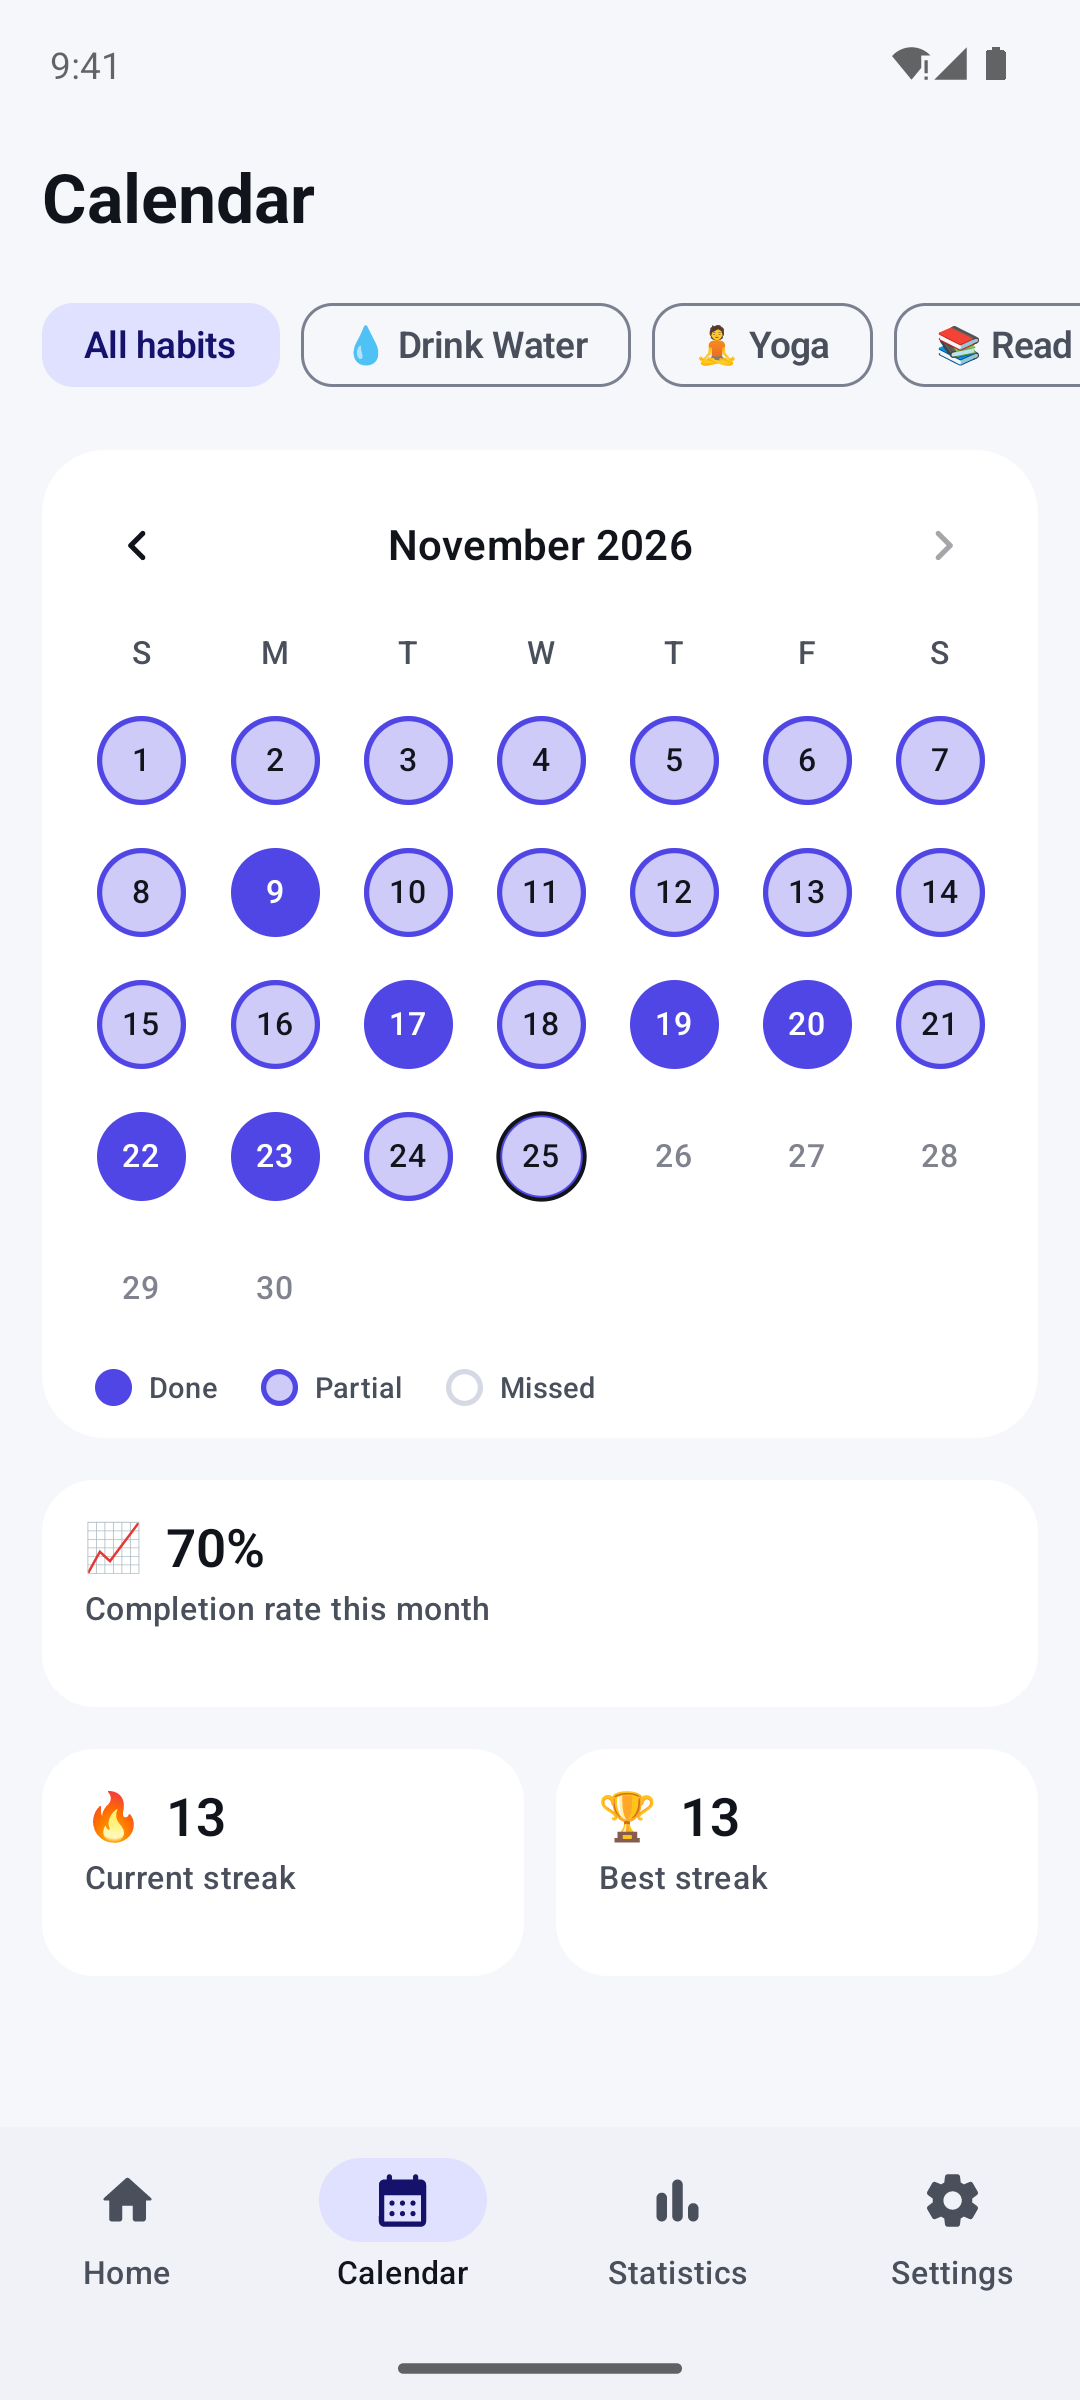 9:41
Calendar
All habits
Drink Water
Yoga
Read
November 2026
S M T W T F S
1 2 3 4 5 6 7
8 9 10 11 12 13 14
15 16 17 18 19 20 21
22 23 24 25 26 27 28
29 30
Done Partial Missed
70%
Completion rate this month
13
Current streak
13
Best streak
Home Calendar Statistics Settings